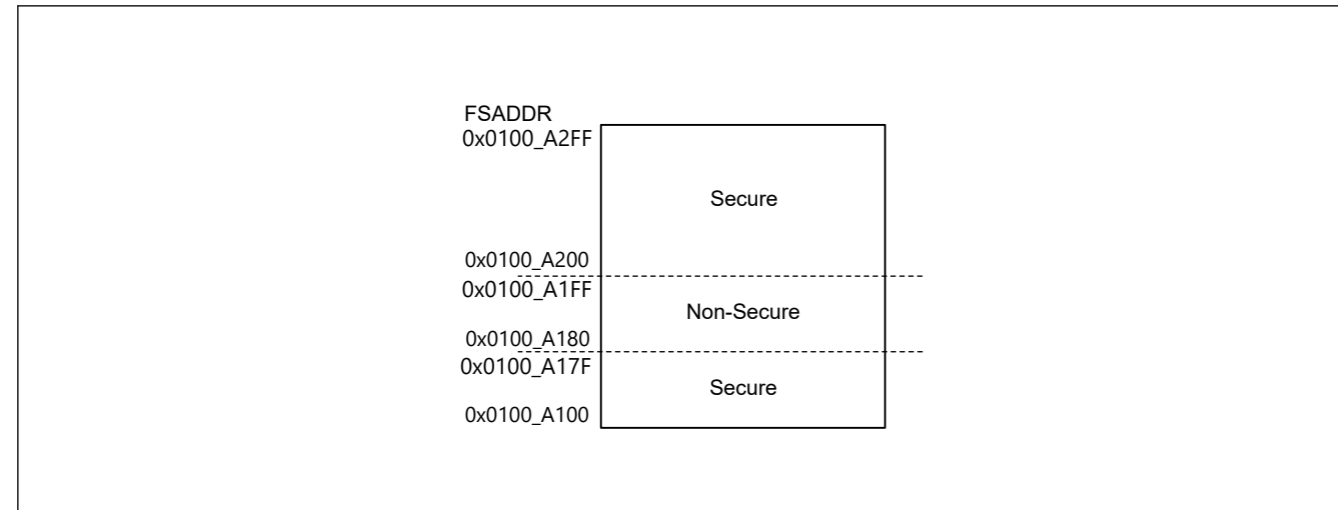 FSADDR
0x0100_A2FF
Secure
0x0100_A200
0x0100_A1FF
Non-Secure
0x0100_A180
0x0100_A17F
Secure
0x0100_A100